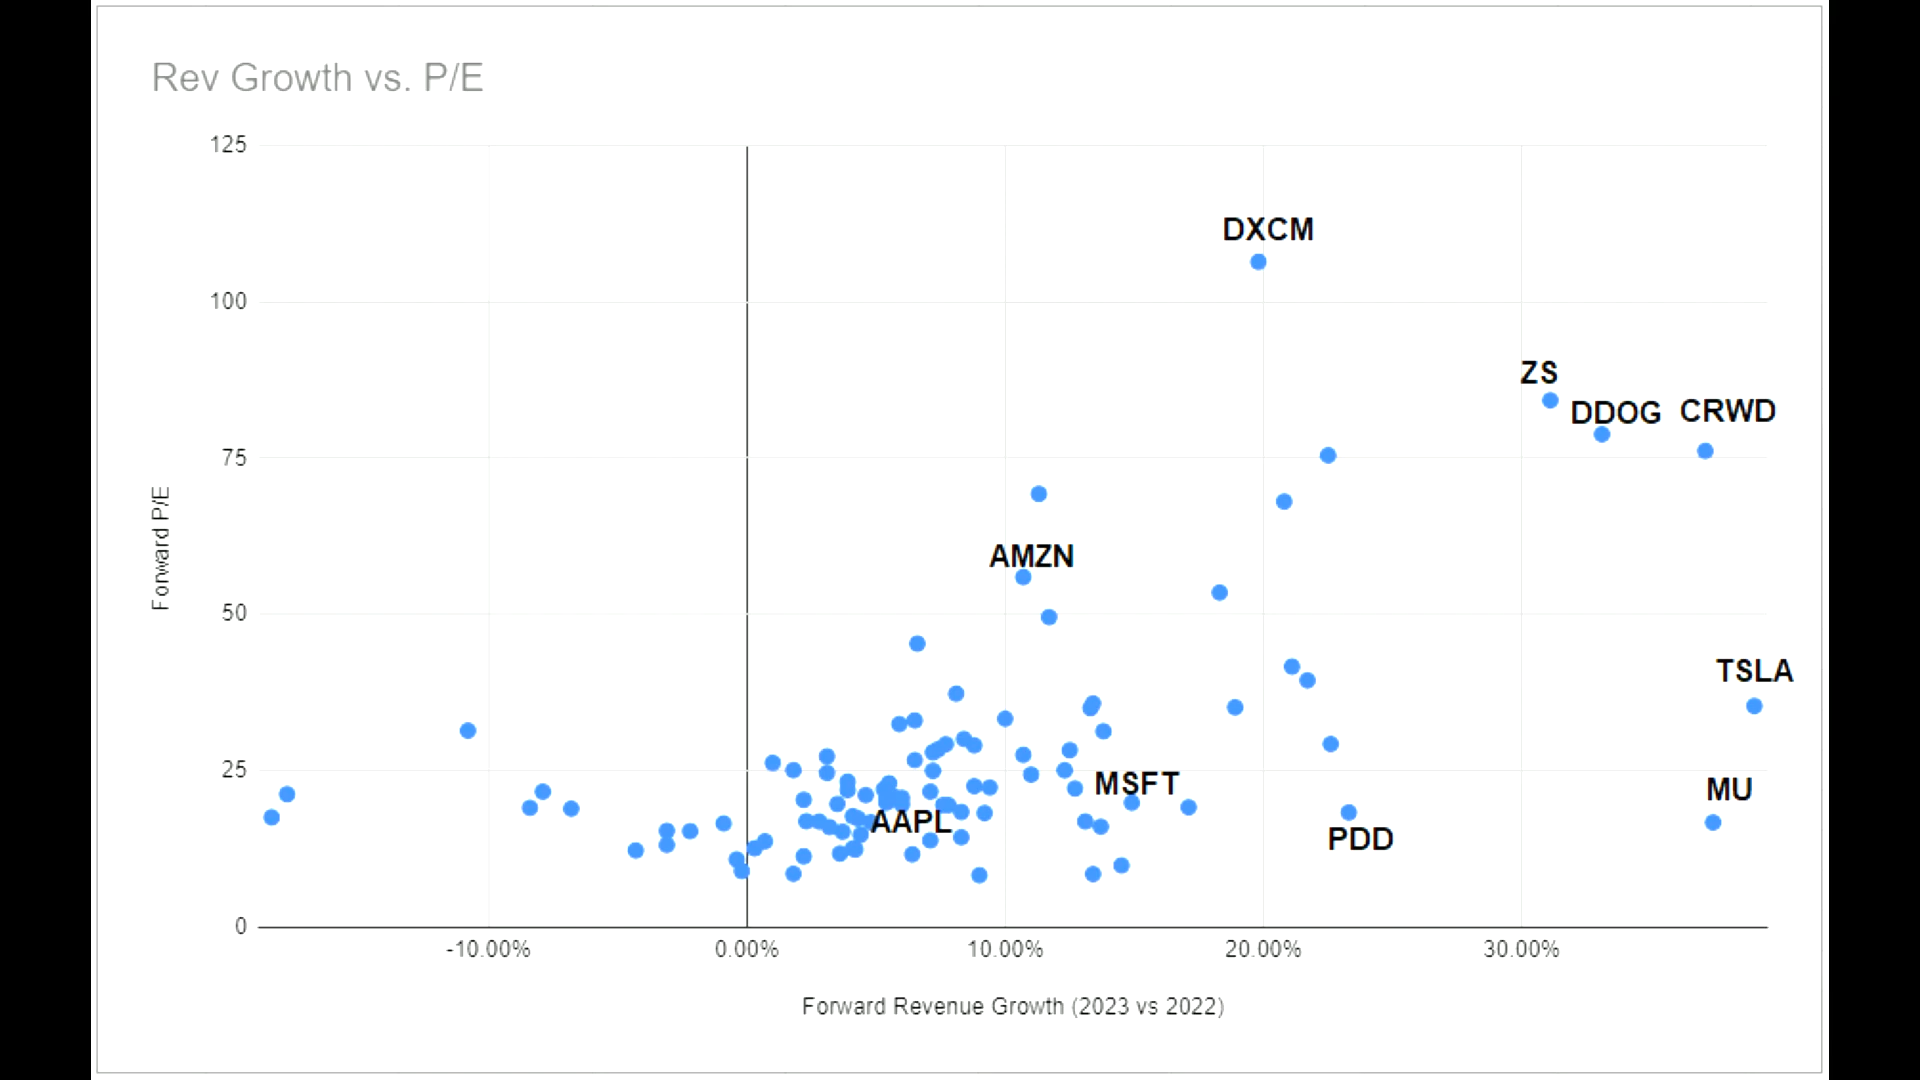 Rev Growth vs. P/E
125
100
75
50
25
0
Forward P/E
DXCM
ZS
DDOG
CRWD
AMZN
TSLA
MSFT
MU
AAPL
PDD
-10.00%
0.00%
10.00%
20.00%
30.00%
Forward Revenue Growth (2023 vs 2022)